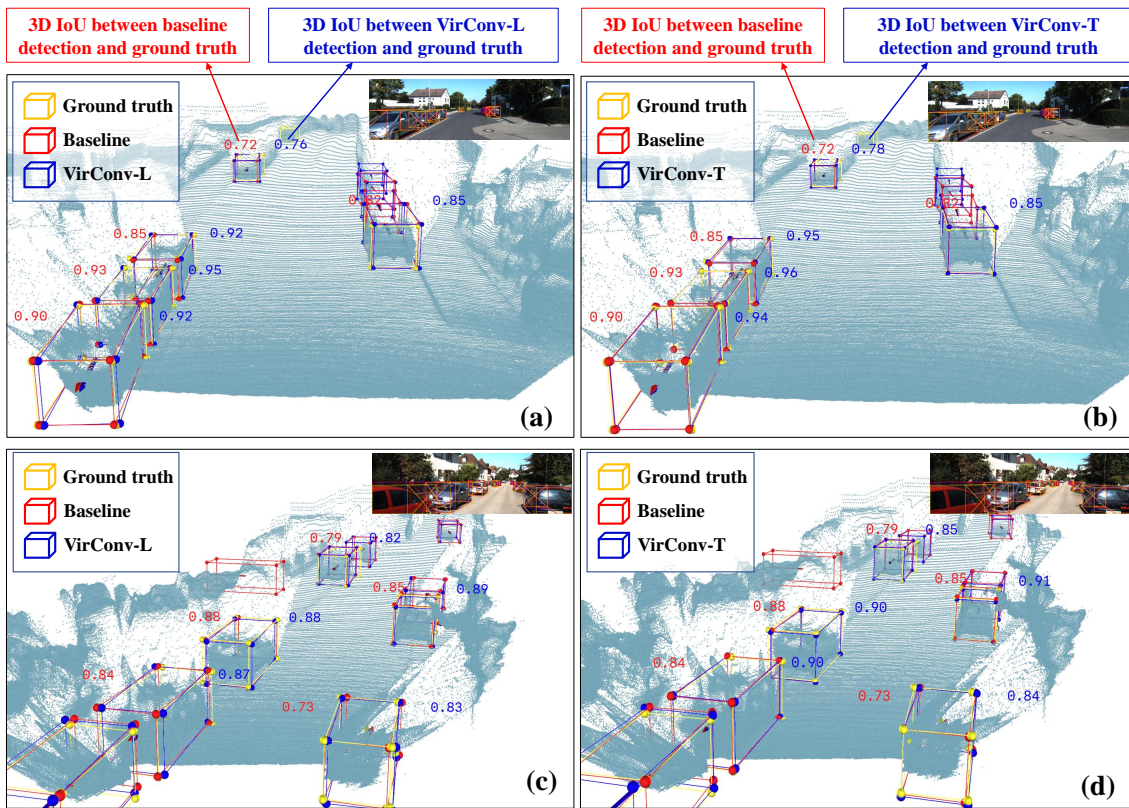 3D IoU between baseline
detection and ground truth
3D IoU between VirConv-L
detection and ground truth
3D IoU between baseline
detection and ground truth
3D IoU between VirConv-T
detection and ground truth
Ground truth
Baseline
VirConv-L
0.72
0.76
0.82
0.85
0.85
0.92
0.93
0.95
0.90
0.92
(a)
Ground truth
Baseline
VirConv-T
0.72
0.78
0.82
0.85
0.85
0.95
0.93
0.96
0.90
0.94
(b)
Ground truth
Baseline
VirConv-L
0.79
0.82
0.85
0.89
0.88
0.88
0.84
0.87
0.73
0.83
(c)
Ground truth
Baseline
VirConv-T
0.79
0.85
0.85
0.91
0.88
0.90
0.84
0.90
0.73
0.84
(d)